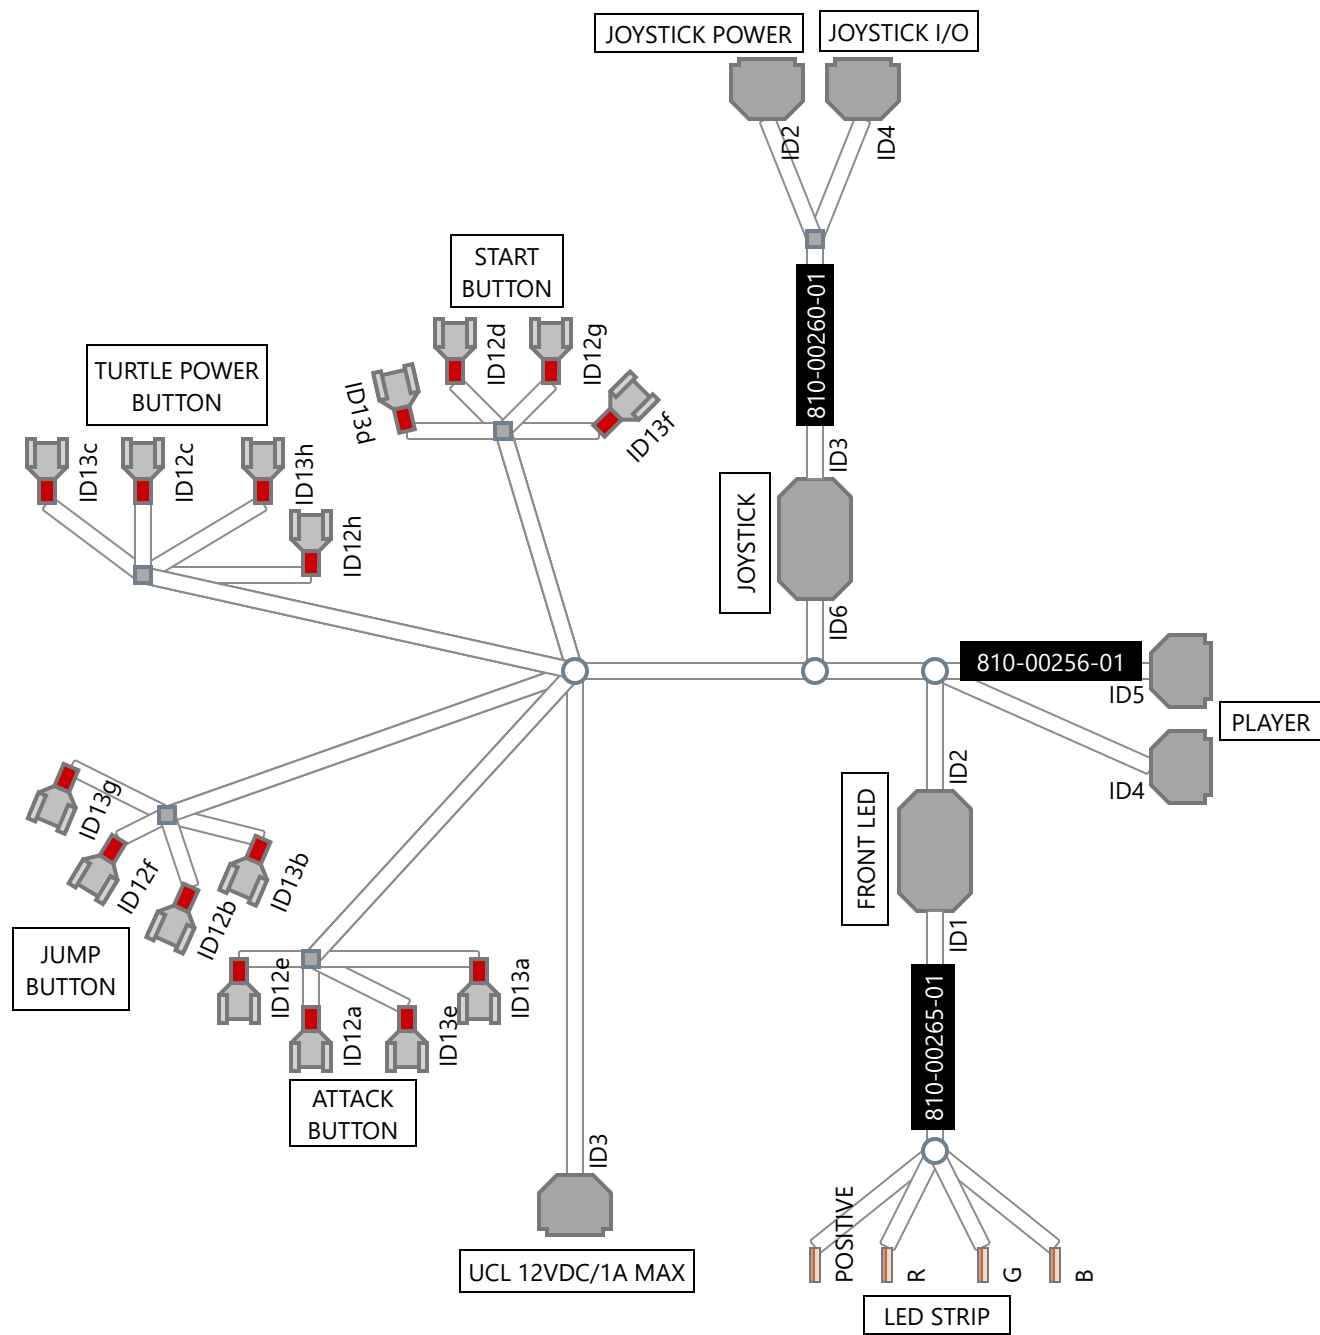 JOYSTICK POWER
JOYSTICK I/O
ID2
ID4
810-00260-01
START
BUTTON
ID12d
ID12g
ID13d
ID13f
TURTLE POWER
BUTTON
ID13c
ID12c
ID13h
ID12h
ID3
JOYSTICK
ID6
810-00256-01
ID5
PLAYER
ID4
ID2
FRONT LED
ID1
ID13g
ID12f
ID12b
ID13b
JUMP
BUTTON
ID12e
ID12a
ID13e
ID13a
ATTACK
BUTTON
810-00265-01
ID3
UCL 12VDC/1A MAX
POSITIVE
R
G
B
LED STRIP